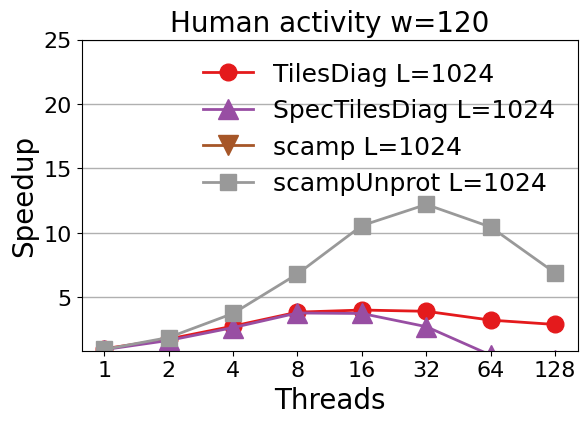 Human activity w=120
25
20
15
10
5
Speedup
TilesDiag L=1024
SpecTilesDiag L=1024
scamp L=1024
scampUnprot L=1024
1 2 4 8 16 32 64 128
Threads